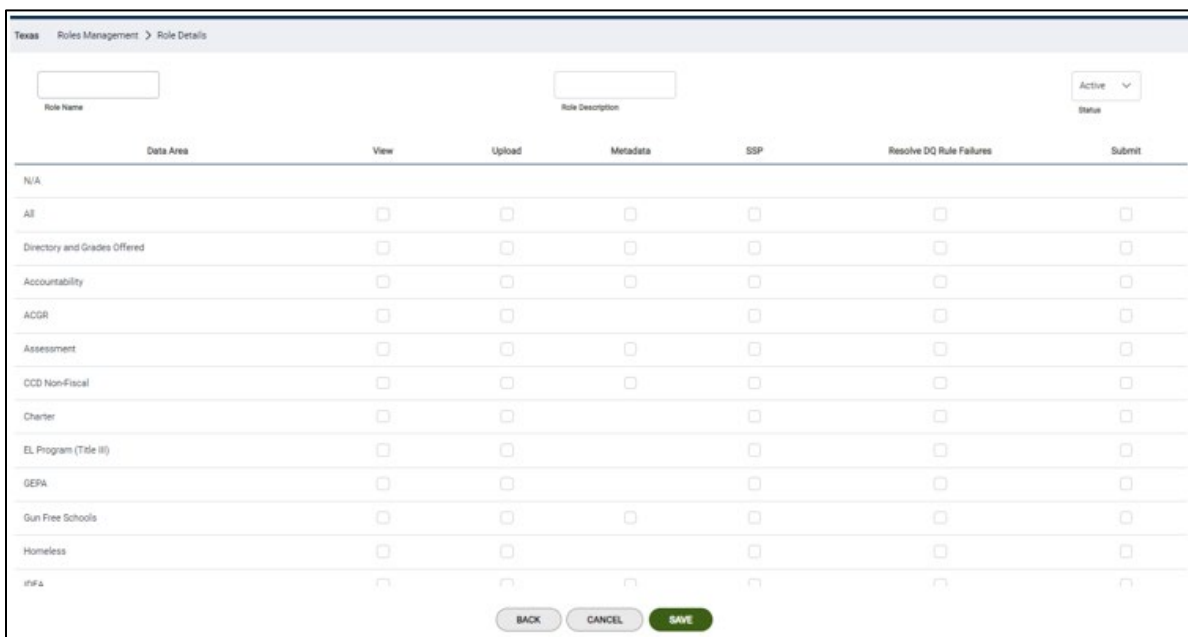 Texas Roles Management > Role Details
Active
Role Name Role Description Status
Data Area View Upload Metadata SSP Resolve DQ Rule Failures Submit
N/A
All
Directory and Grades Offered
Accountability
ACGR
Assessment
CCD Non-Fiscal
Charter
EL Program (Title III)
GEPA
Gun Free Schools
Homeless
IDEA
BACK CANCEL SAVE